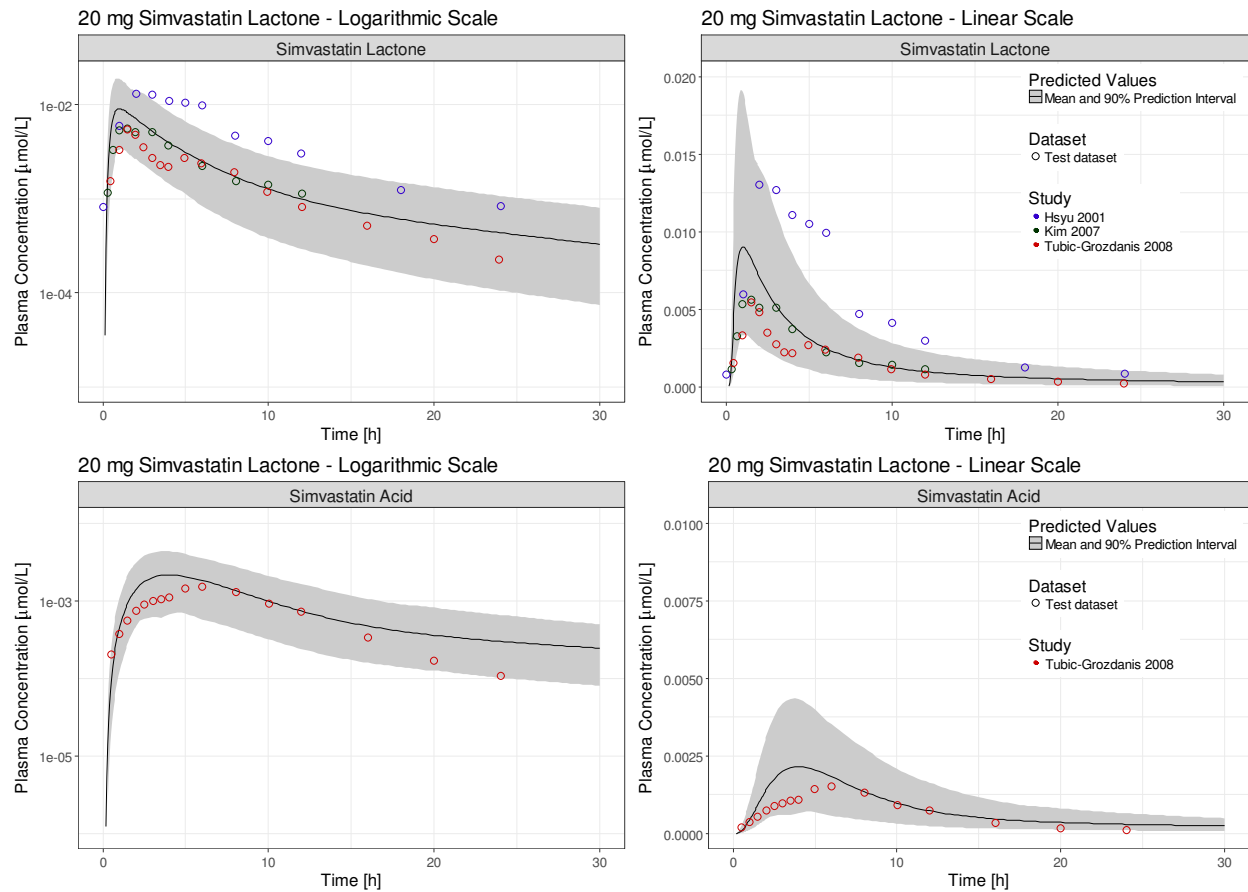 20 mg Simvastatin Lactone - Logarithmic Scale
Simvastatin Lactone
1e-02
1e-04
Plasma Concentration [µmol/L]
0 10 20 30
Time [h]
20 mg Simvastatin Lactone - Linear Scale
Simvastatin Lactone
0.020
0.015
0.010
0.005
0.000
Plasma Concentration [µmol/L]
Predicted Values
Mean and 90% Prediction Interval
Dataset
Test dataset
Study
Hsyu 2001
Kim 2007
Tubic-Grozdanis 2008
0 10 20 30
Time [h]
20 mg Simvastatin Lactone - Logarithmic Scale
Simvastatin Acid
1e-03
1e-05
Plasma Concentration [µmol/L]
0 10 20 30
Time [h]
20 mg Simvastatin Lactone - Linear Scale
Simvastatin Acid
0.0100
0.0075
0.0050
0.0025
0.0000
Plasma Concentration [µmol/L]
Predicted Values
Mean and 90% Prediction Interval
Dataset
Test dataset
Study
Tubic-Grozdanis 2008
0 10 20 30
Time [h]